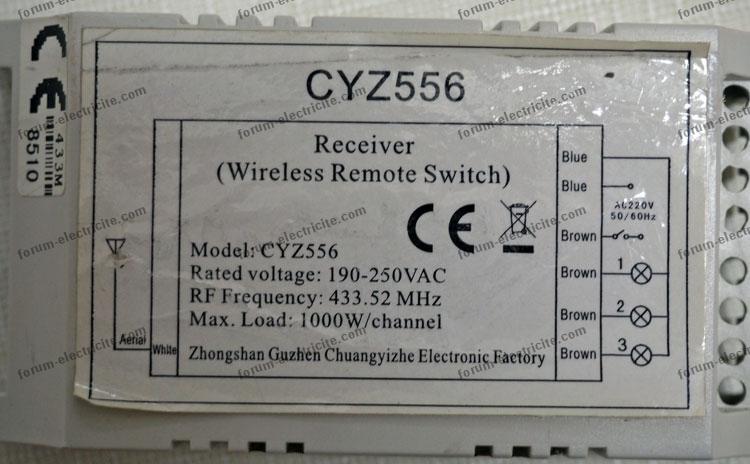 CYZ556
Receiver
(Wireless Remote Switch)
CE
Model: CYZ556
Rated voltage: 190-250VAC
RF Frequency: 433.52 MHz
Max. Load: 1000W/channel
Zhongshan Guzhen Chuangyizhe Electronic Factory
Aerial
White
Blue
Blue
AC220V
50/60Hz
Brown
Brown
1
Brown
2
Brown
3
CE
433M
8510
forum-electricite.com